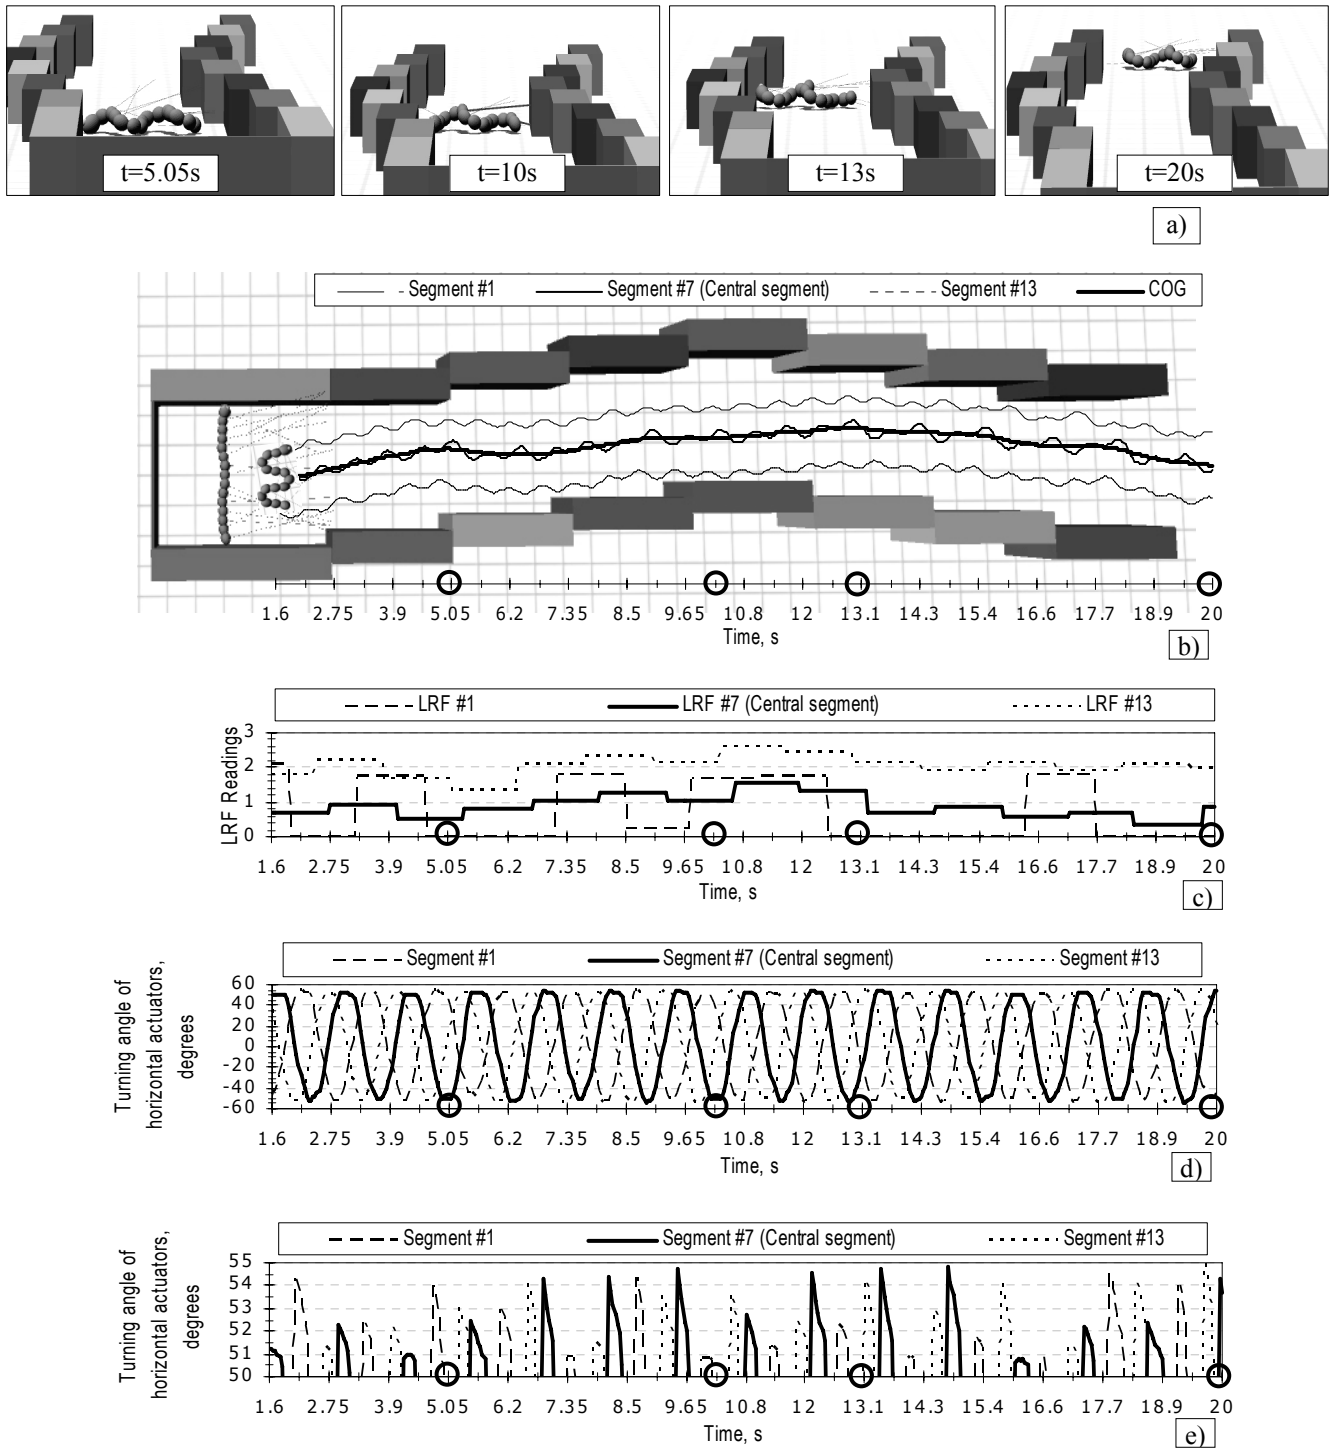 t=5.05s t=10s t=13s t=20s
a)
Segment #1 Segment #7 (Central segment) Segment #13 COG
1.6 2.75 3.9 5.05 6.2 7.35 8.5 9.65 10.8 12 13.1 14.3 15.4 16.6 17.7 18.9 20
Time, s
b)
LRF #1 LRF #7 (Central segment) LRF #13
LRF Readings
3
2
1
0
1.6 2.75 3.9 5.05 6.2 7.35 8.5 9.65 10.8 12 13.1 14.3 15.4 16.6 17.7 18.9 20
Time, s
c)
Segment #1 Segment #7 (Central segment) Segment #13
Turning angle of
horizontal actuators,
degrees
60
40
20
0
-20
-40
-60
1.6 2.75 3.9 5.05 6.2 7.35 8.5 9.65 10.8 12 13.1 14.3 15.4 16.6 17.7 18.9 20
Time, s
d)
Segment #1 Segment #7 (Central segment) Segment #13
Turning angle of
horizontal actuators,
degrees
55
54
53
52
51
50
1.6 2.75 3.9 5.05 6.2 7.35 8.5 9.65 10.8 12 13.1 14.3 15.4 16.6 17.7 18.9 20
Time, s
e)